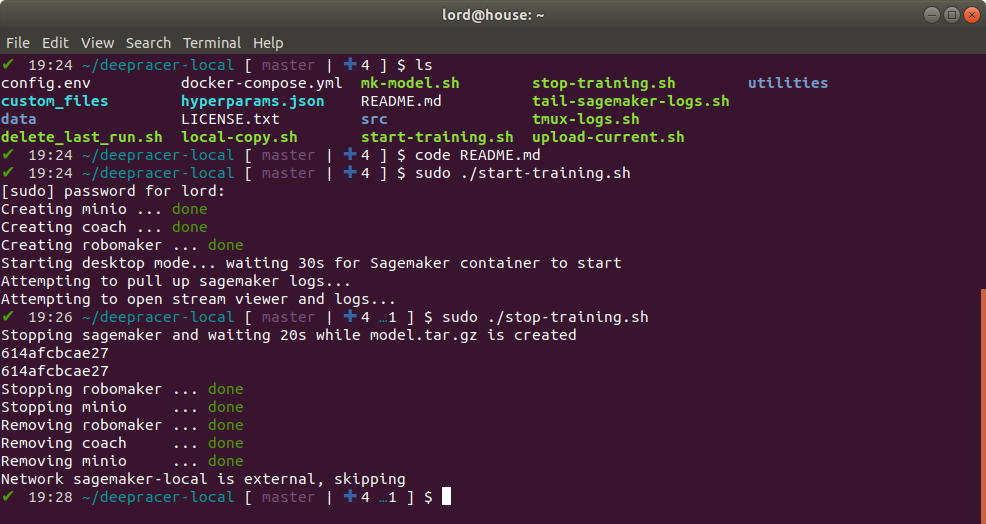 lord@house: ~
File Edit View Search Terminal Help
✔ 19:24 ~/deepracer-local [ master | ✚ 4 ] $ ls
config.env docker-compose.yml mk-model.sh stop-training.sh utilities
custom_files hyperparams.json README.md tail-sagemaker-logs.sh
data LICENSE.txt src tmux-logs.sh
delete_last_run.sh local-copy.sh start-training.sh upload-current.sh
✔ 19:24 ~/deepracer-local [ master | ✚ 4 ] $ code README.md
✔ 19:24 ~/deepracer-local [ master | ✚ 4 ] $ sudo ./start-training.sh
[sudo] password for lord:
Creating minio ... done
Creating coach ... done
Creating robomaker ... done
Starting desktop mode... waiting 30s for Sagemaker container to start
Attempting to pull up sagemaker logs...
Attempting to open stream viewer and logs...
✔ 19:26 ~/deepracer-local [ master | ✚ 4 …1 ] $ sudo ./stop-training.sh
Stopping sagemaker and waiting 20s while model.tar.gz is created
614afcbcae27
614afcbcae27
Stopping robomaker ... done
Stopping minio ... done
Removing robomaker ... done
Removing coach ... done
Removing minio ... done
Network sagemaker-local is external, skipping
✔ 19:28 ~/deepracer-local [ master | ✚ 4 …1 ] $